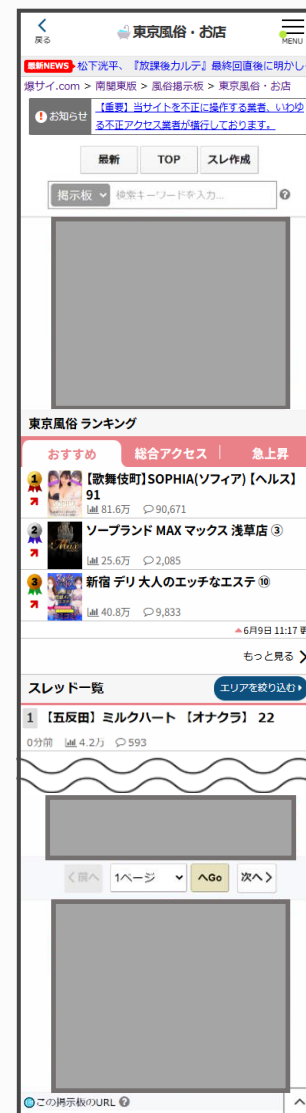 戻る
東京風俗・お店
MENU
最新NEWS 松下洸平、『放課後カルテ』最終回直後に明かし
爆サイ.com > 南関東版 > 風俗掲示板 > 東京風俗・お店
お知らせ
【重要】当サイトを不正に操作する業者、いわゆ
る不正アクセス業者が横行しております。
最新 TOP スレ作成
掲示板 検索キーワードを入力...
東京風俗 ランキング
おすすめ 総合アクセス 急上昇
1 【歌舞伎町】SOPHIA(ソフィア)【ヘルス】
91
81.6万 90,671
2 ソープランド MAX マックス 浅草店 ③
25.6万 2,085
3 新宿 デリ 大人のエッチなエステ ⑩
40.8万 9,833
6月9日 11:17 更
もっと見る
スレッド一覧 エリアを絞り込む
1 【五反田】ミルクハート 【オナクラ】 22
0分前 4.2万 593
前へ 1ページ へGo 次へ
この掲示板のURL